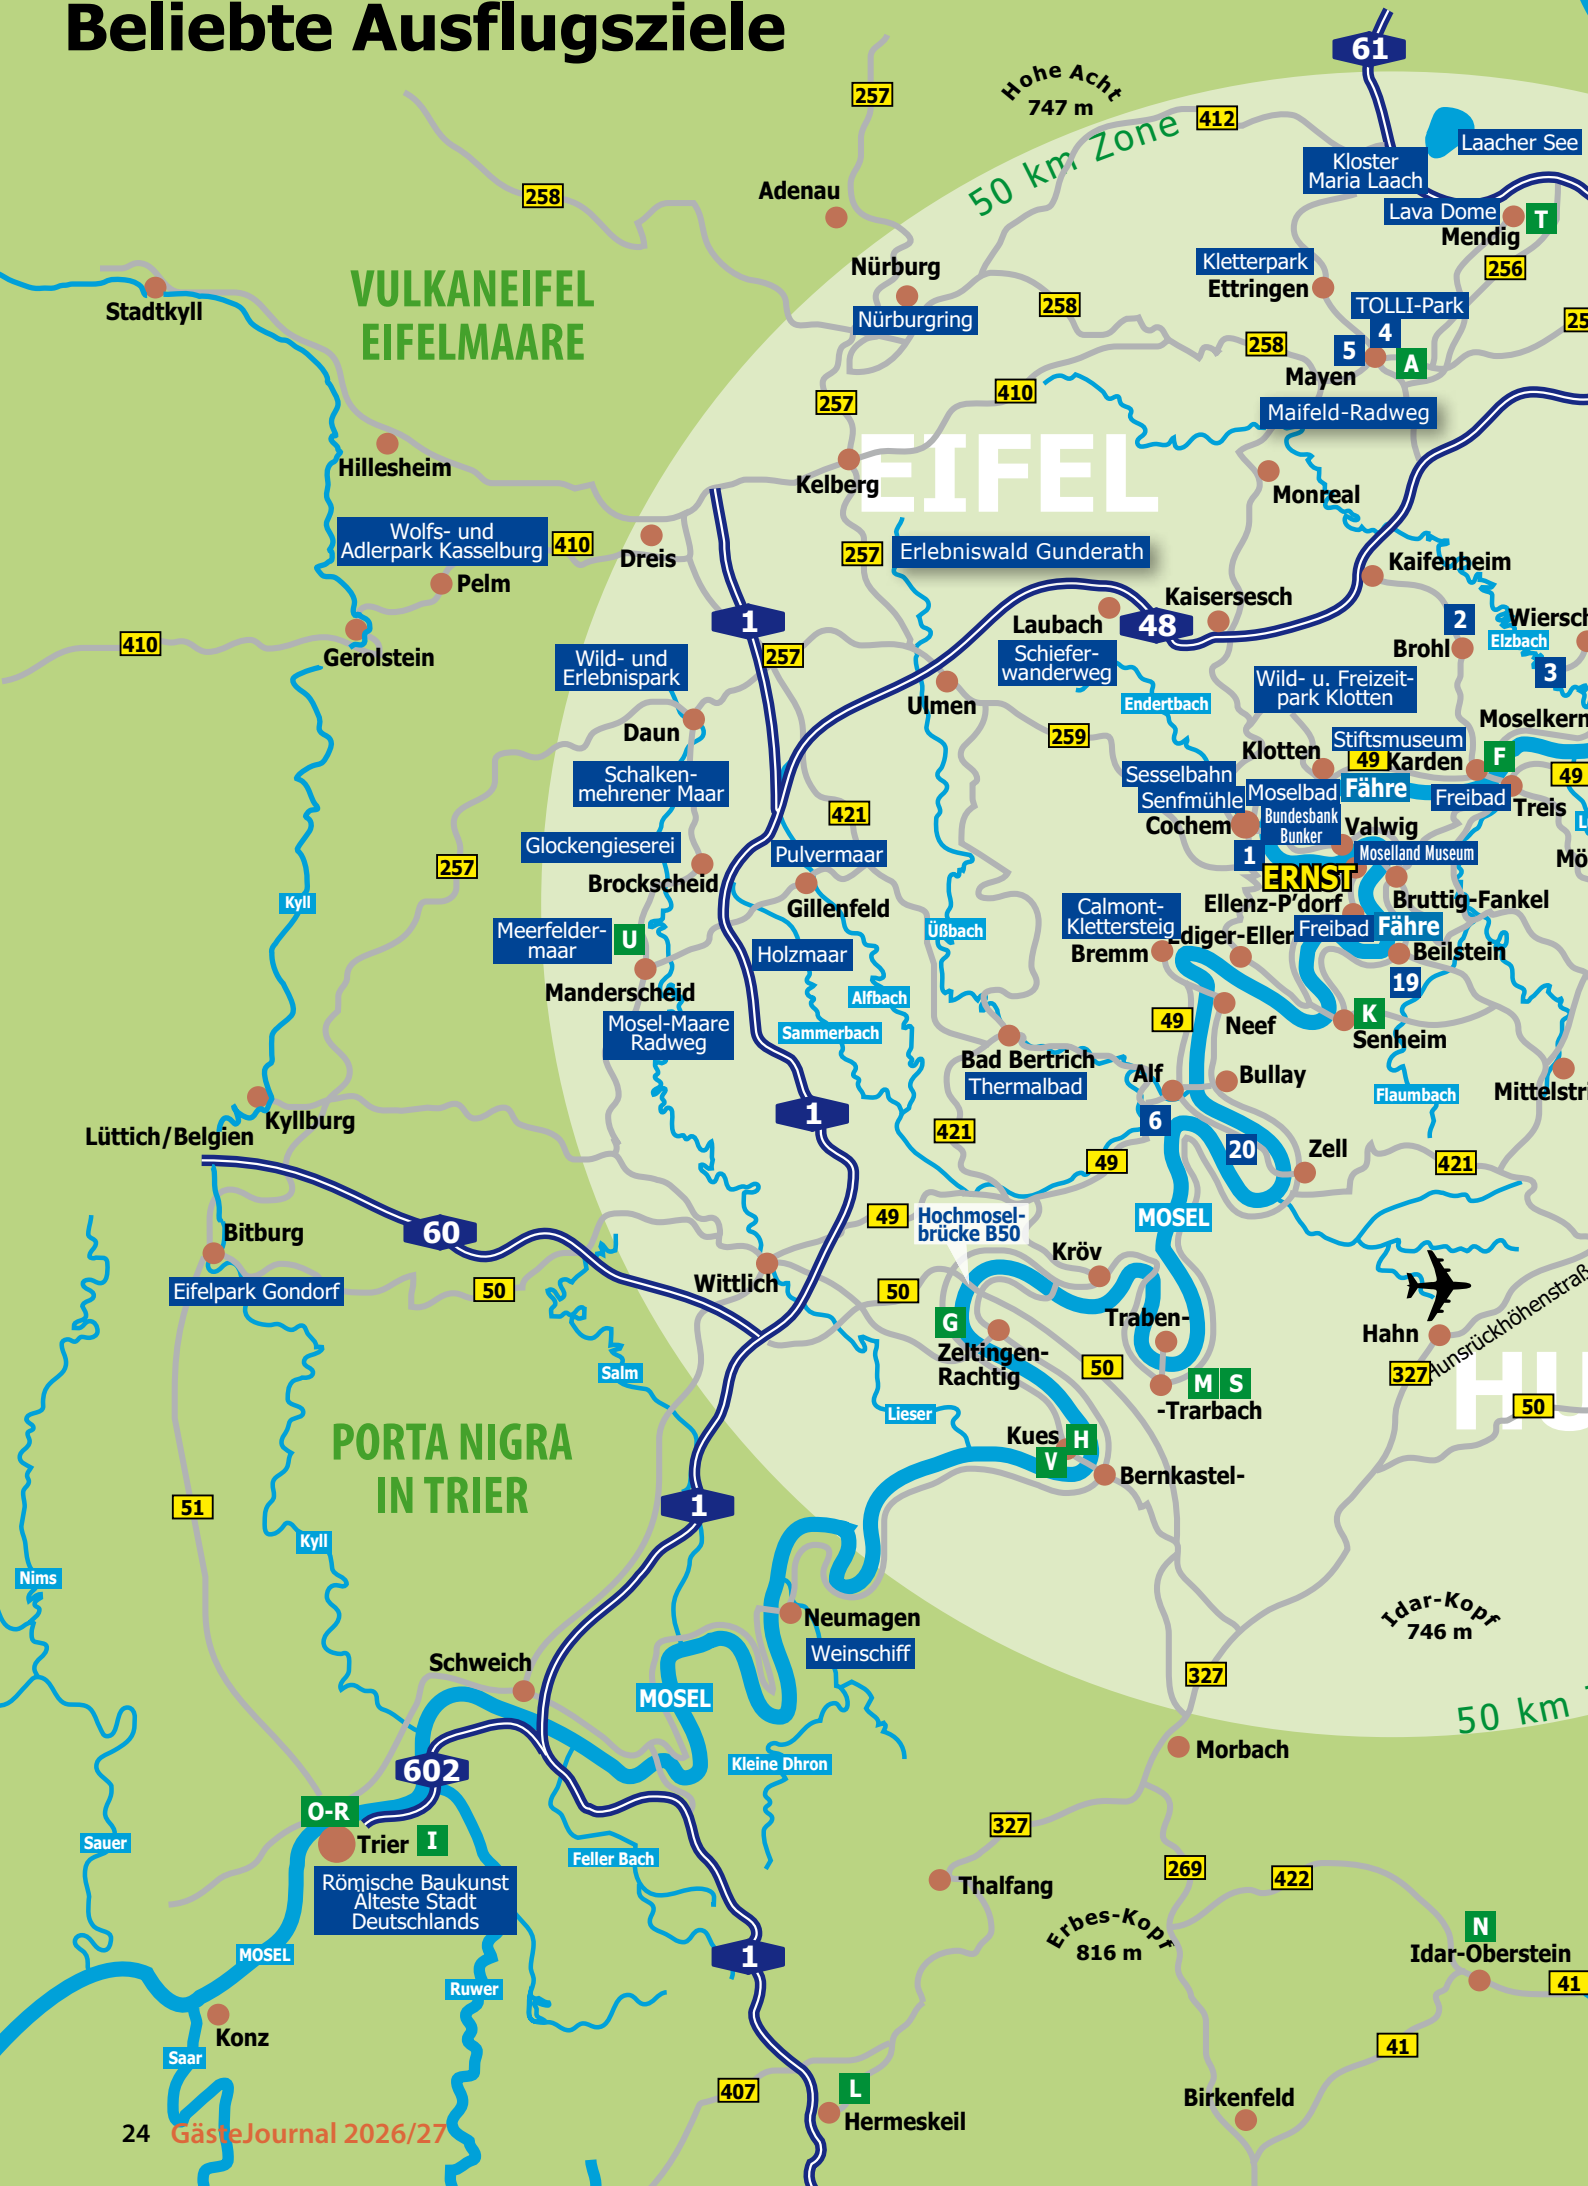 Beliebte Ausflugsziele
61
257
Hohe Acht
747 m
412
50 km Zone
Laacher See
Kloster
Maria Laach
258
Adenau
Lava Dome
T
Mendig
Nürburg
Kletterpark
Ettringen
256
VULKANEIFEL
EIFELMAARE
Stadtkyll
Nürburgring
258
TOLLI-Park
4
5
258
A
Mayen
257
410
Maifeld-Radweg
EIFEL
Hillesheim
Kelberg
Monreal
Wolfs- und
Adlerpark Kasselburg
410
Dreis
257
Erlebniswald Gunderath
Kaifenheim
Pelm
Kaisersesch
Laubach
48
1
2
410
Gerolstein
Brohl
Elzbach
3
Wild- und
Erlebnispark
257
Schiefer-
wanderweg
Wild- u. Freizeit-
park Klotten
Ulmen
Endertbach
Daun
259
Stiftsmuseum
Klotten
49
Karden
F
49
Schalken-
mehrener Maar
Sesselbahn
Senfmühle
Moselbad
Fähre
Freibad
Treis
421
Cochem
Bundesbank
Bunker
Valwig
Glockengieserei
Pulvermaar
1
Moselland Museum
257
Brockscheid
ERNST
Kyll
Gillenfeld
Calmont-
Klettersteig
Ellenz-P'dorf
Bruttig-Fankel
Meerfelder-
maar
U
Üßbach
Ediger-Eller
Freibad
Fähre
Holzmaar
Bremm
Beilstein
Manderscheid
Alfbach
19
Mosel-Maare
Radweg
Sammerbach
49
Neef
K
Senheim
Bad Bertrich
Thermalbad
Alf
Bullay
Flaumbach
Kyllburg
1
6
Lüttich/Belgien
421
20
Zell
49
421
60
49
Hochmosel-
brücke B50
MOSEL
Bitburg
Kröv
Wittlich
Eifelpark Gondorf
50
50
Traben-
G
Hahn
Hunsrückhöhenstraß
Zeltingen-
Rachtig
50
327
Salm
M S
-Trarbach
50
Lieser
PORTA NIGRA
IN TRIER
Kues
H
V
Bernkastel-
51
1
Kyll
Nims
Neumagen
Idar-Kopf
746 m
Weinschiff
Schweich
327
MOSEL
50 km
Morbach
Kleine Dhron
602
O-R
327
Sauer
Trier
I
Feller Bach
269
422
Römische Baukunst
Älteste Stadt
Deutschlands
Thalfang
Erbes-Kopf
816 m
N
Idar-Oberstein
MOSEL
1
41
Ruwer
Konz
41
Saar
407
L
Birkenfeld
Hermeskeil
24 GästeJournal 2026/27